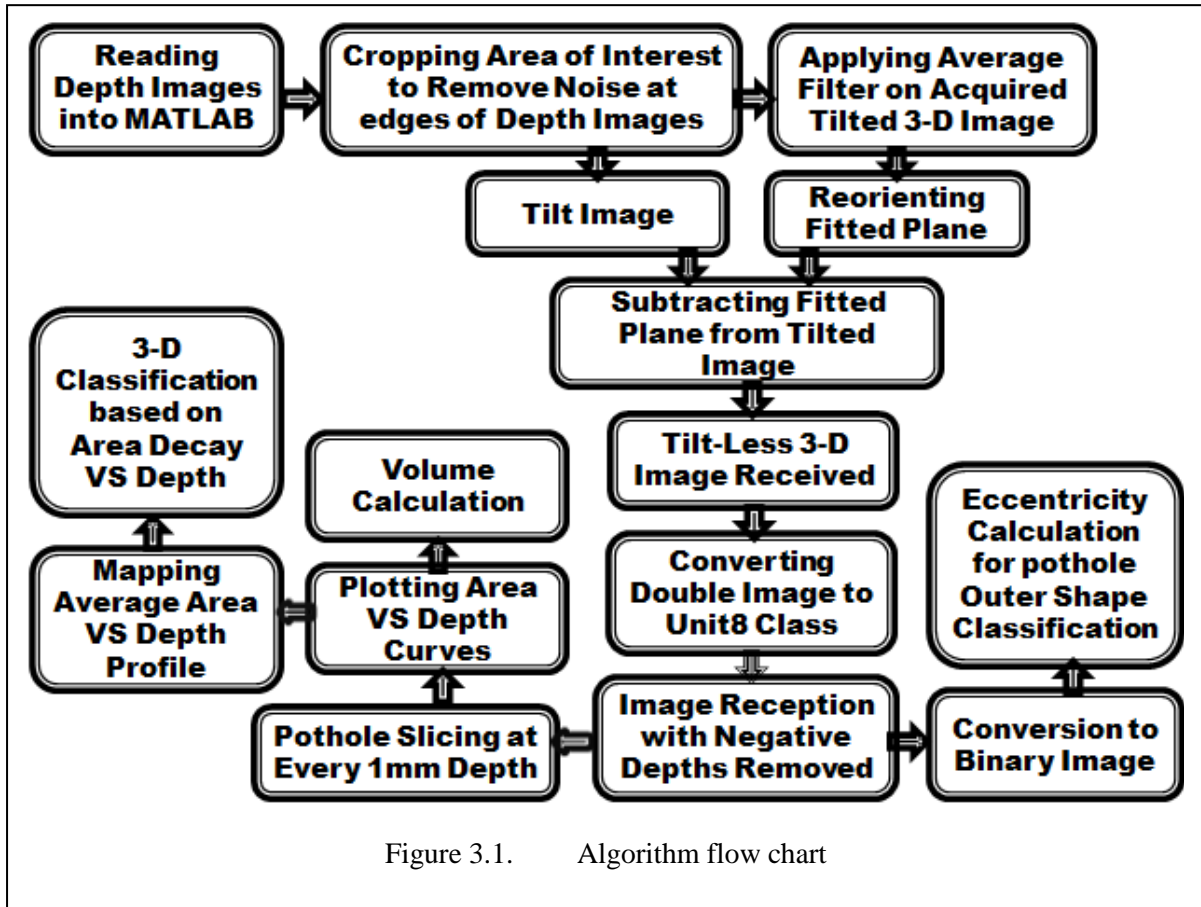 Reading
Depth Images
into MATLAB
Cropping Area of Interest
to Remove Noise at
edges of Depth Images
Applying Average
Filter on Acquired
Tilted 3-D Image
Tilt Image
Reorienting
Fitted Plane
Subtracting Fitted
Plane from Tilted
Image
3-D
Classification
based on
Area Decay
VS Depth
Volume
Calculation
Tilt-Less 3-D
Image Received
Eccentricity
Calculation
for pothole
Outer Shape
Classification
Mapping
Average Area
VS Depth
Profile
Plotting Area
VS Depth
Curves
Converting
Double Image to
Unit8 Class
Pothole Slicing at
Every 1mm Depth
Image Reception
with Negative
Depths Removed
Conversion to
Binary Image
Figure 3.1. Algorithm flow chart